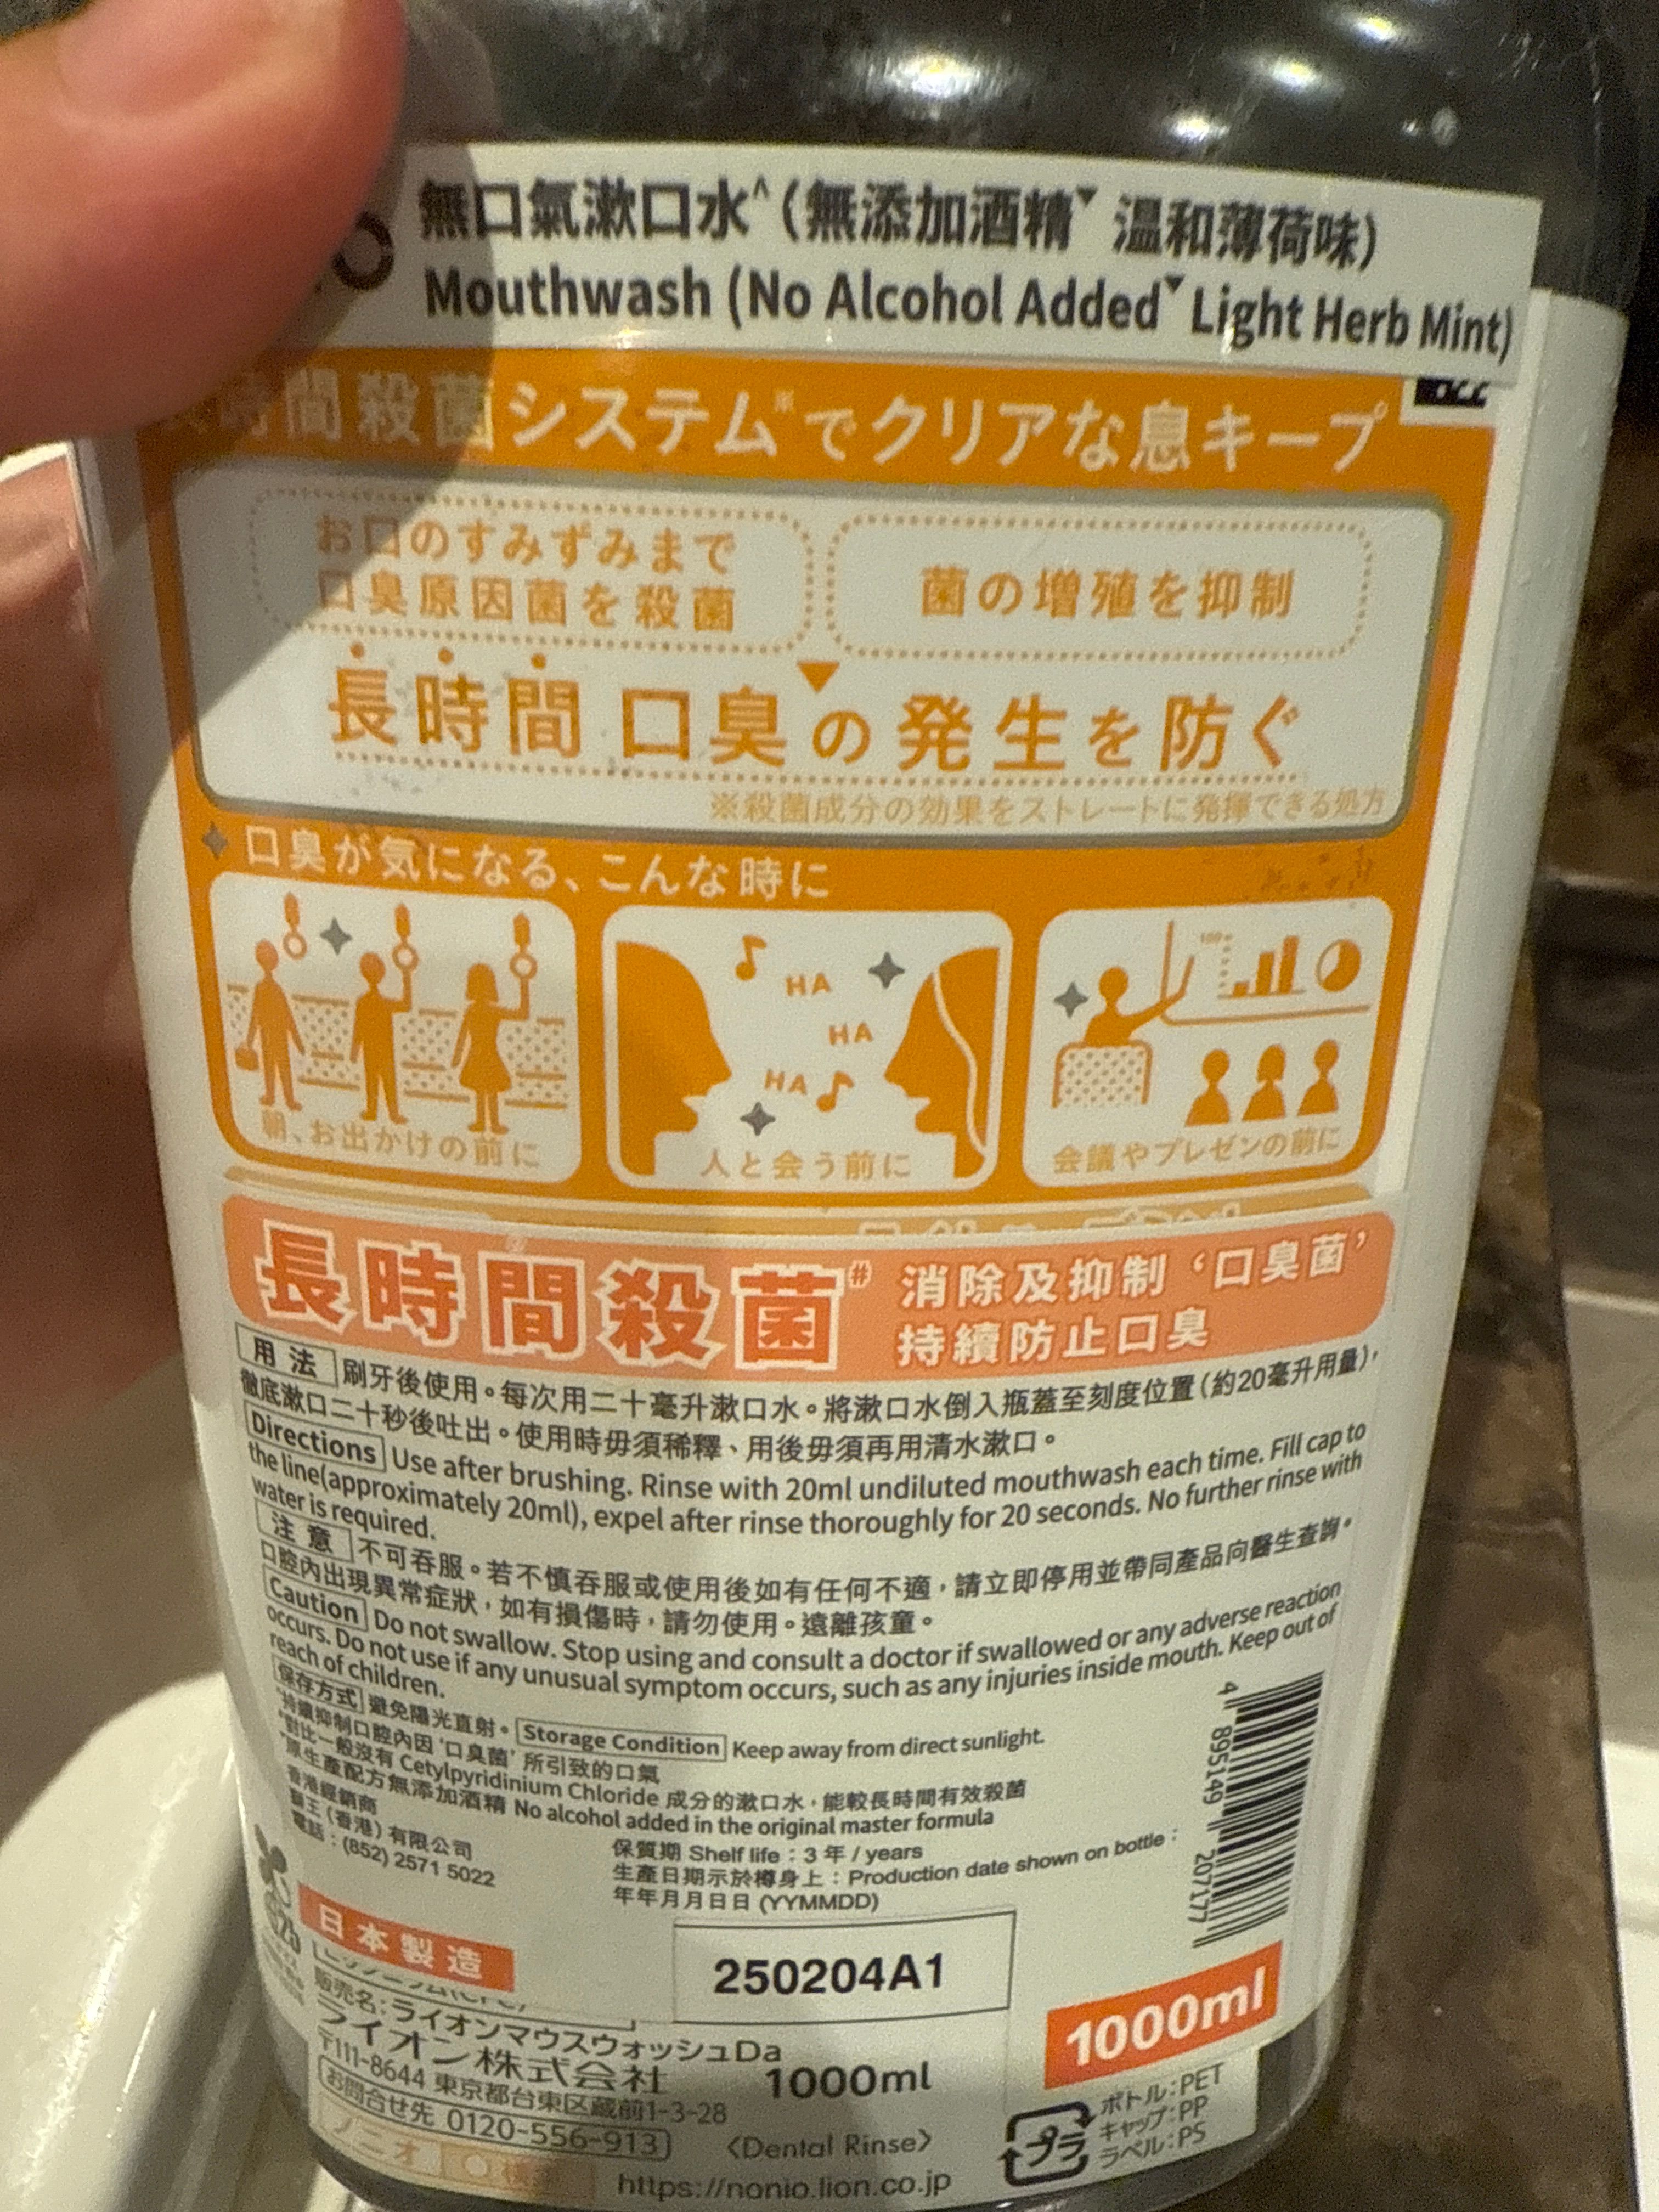 無口氣漱口水^(無添加酒精▼ 溫和薄荷味)
O Mouthwash (No Alcohol Added▼ Light Herb Mint)
時間殺菌システム※でクリアな息キープ
お口のすみずみまで
口臭原因菌を殺菌
菌の増殖を抑制
長時間 口臭の発生を防ぐ
※殺菌成分の効果をストレートに発揮できる処方
口臭が気になる、こんな時に
HA
HA
HA
100
朝、お出かけの前に
人と会う前に
会議やプレゼンの前に
長時間殺菌#
消除及抑制‘口臭菌’
持續防止口臭
用法 刷牙後使用。每次用二十毫升漱口水。將漱口水倒入瓶蓋至刻度位置(約20毫升用量)，
徹底漱口二十秒後吐出。使用時毋須稀釋、用後毋須再用清水漱口。
Directions Use after brushing. Rinse with 20ml undiluted mouthwash each time. Fill cap to
the line(approximately 20ml), expel after rinse thoroughly for 20 seconds. No further rinse with
water is required.
注意 不可吞服。若不慎吞服或使用後如有任何不適，請立即停用並帶同產品向醫生查詢。
口腔內出現異常症狀，如有損傷時，請勿使用。遠離孩童。
Caution Do not swallow. Stop using and consult a doctor if swallowed or any adverse reaction
occurs. Do not use if any unusual symptom occurs, such as any injuries inside mouth. Keep out of
reach of children.
保存方式 避免陽光直射。 Storage Condition Keep away from direct sunlight.
^持續抑制口腔內因‘口臭菌’所引致的口氣
#對比一般沒有 Cetylpyridinium Chloride 成分的漱口水，能較長時間有效殺菌
▼原生產配方無添加酒精 No alcohol added in the original master formula
香港經銷商
獅王(香港)有限公司
電話：(852) 2571 5022
保質期 Shelf life：3 年 / years
生產日期示於樽身上：Production date shown on bottle：
年年月月日日 (YYMMDD)
4 895149 207177
日本製造
250204A1
1000ml
販売名:ライオンマウスウォッシュDa
ライオン株式会社 1000ml
〒111-8644 東京都台東区蔵前1-3-28
お問合せ先 0120-556-913
ノニオ 検
〈Dental Rinse〉
https://nonio.lion.co.jp
プラ
ボトル:PET
キャップ:PP
ラベル:PS